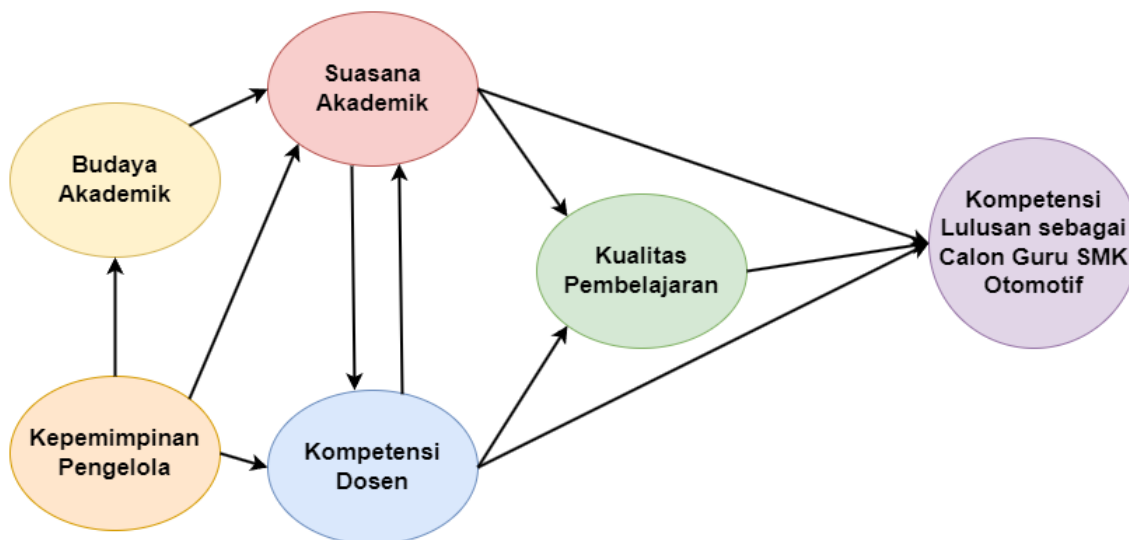 Suasana
Akademik
Budaya
Akademik
Kompetensi
Lulusan sebagai
Calon Guru SMK
Otomotif
Kualitas
Pembelajaran
Kepemimpinan
Pengelola
Kompetensi
Dosen